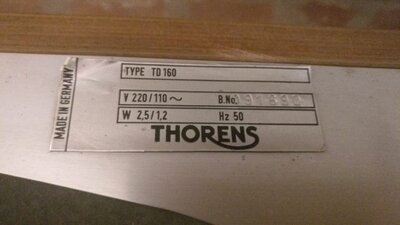 MADE IN GERMANY
TYPE TD 160
V 220/110 ~ B.No.
W 2,5/1,2 Hz 50
THORENS